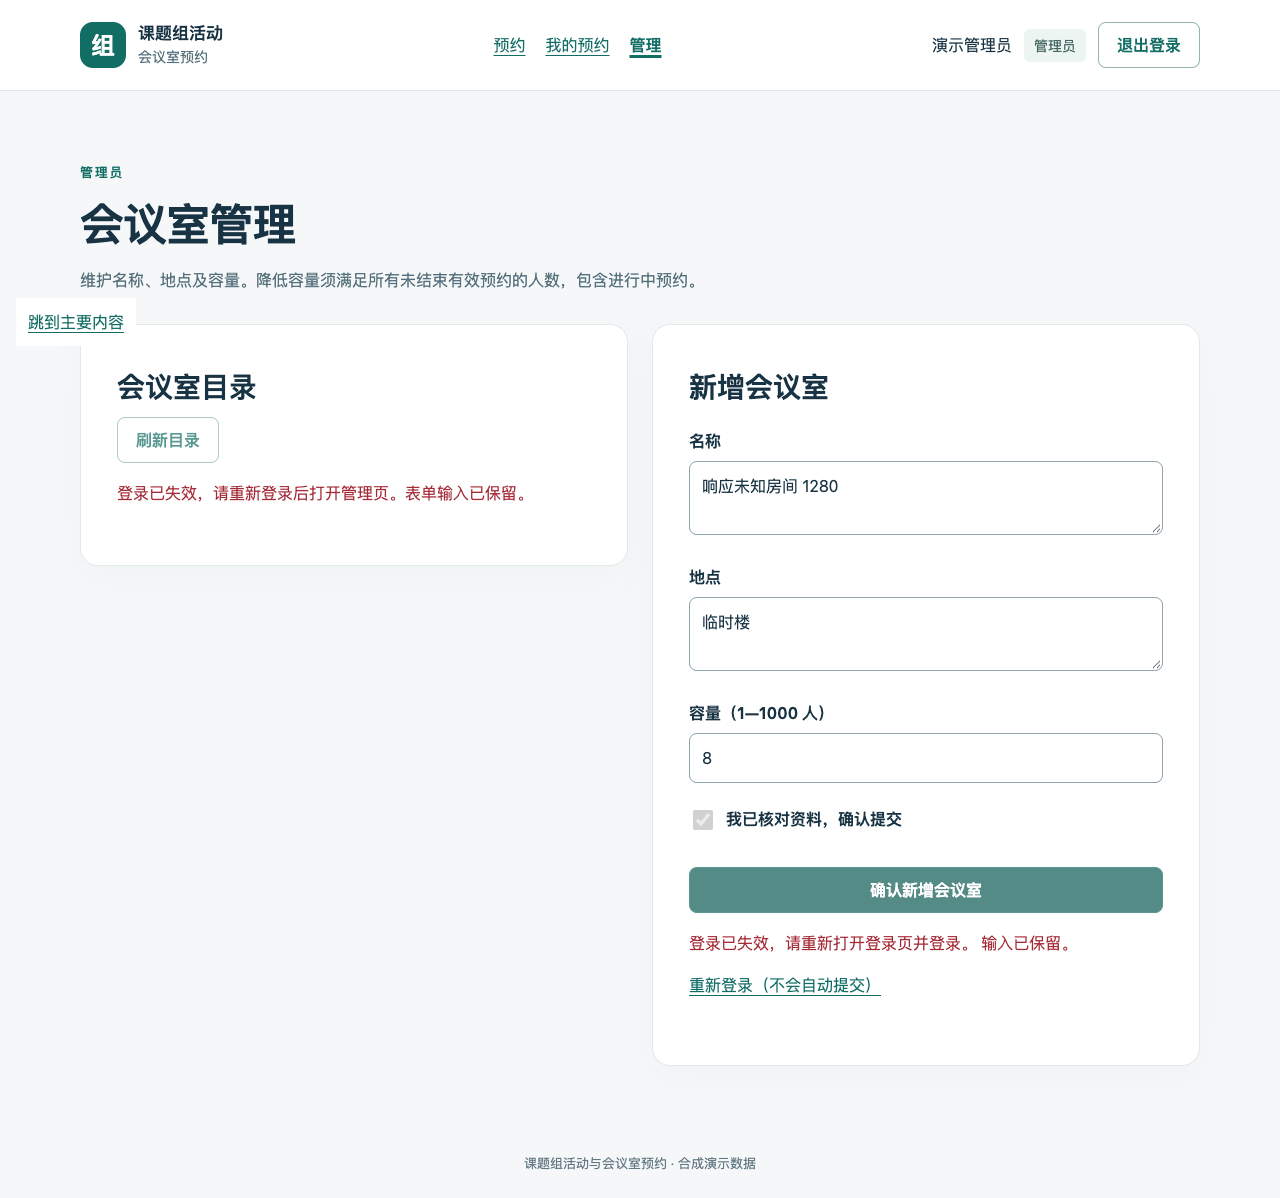 组
课题组活动
会议室预约
预约
我的预约
管理
演示管理员
管理员
退出登录
管理员
会议室管理
维护名称、地点及容量。降低容量须满足所有未结束有效预约的人数，包含进行中预约。
跳到主要内容
会议室目录
刷新目录
登录已失效，请重新登录后打开管理页。表单输入已保留。
新增会议室
名称
响应未知房间 1280
地点
临时楼
容量（1—1000 人）
8
我已核对资料，确认提交
确认新增会议室
登录已失效，请重新打开登录页并登录。 输入已保留。
重新登录（不会自动提交）
课题组活动与会议室预约 · 合成演示数据